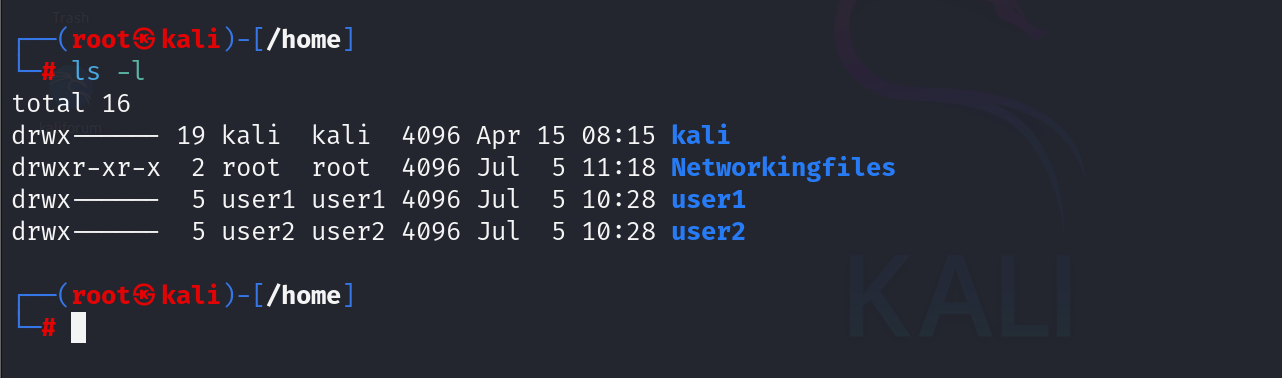 Trash
┌──(root㉿kali)-[/home]
└─# ls -l
total 16
drwx------ 19 kali  kali  4096 Apr 15 08:15 kali
drwxr-xr-x  2 root  root  4096 Jul  5 11:18 Networkingfiles
drwx------  5 user1 user1 4096 Jul  5 10:28 user1
drwx------  5 user2 user2 4096 Jul  5 10:28 user2
┌──(root㉿kali)-[/home]
└─#
KALI